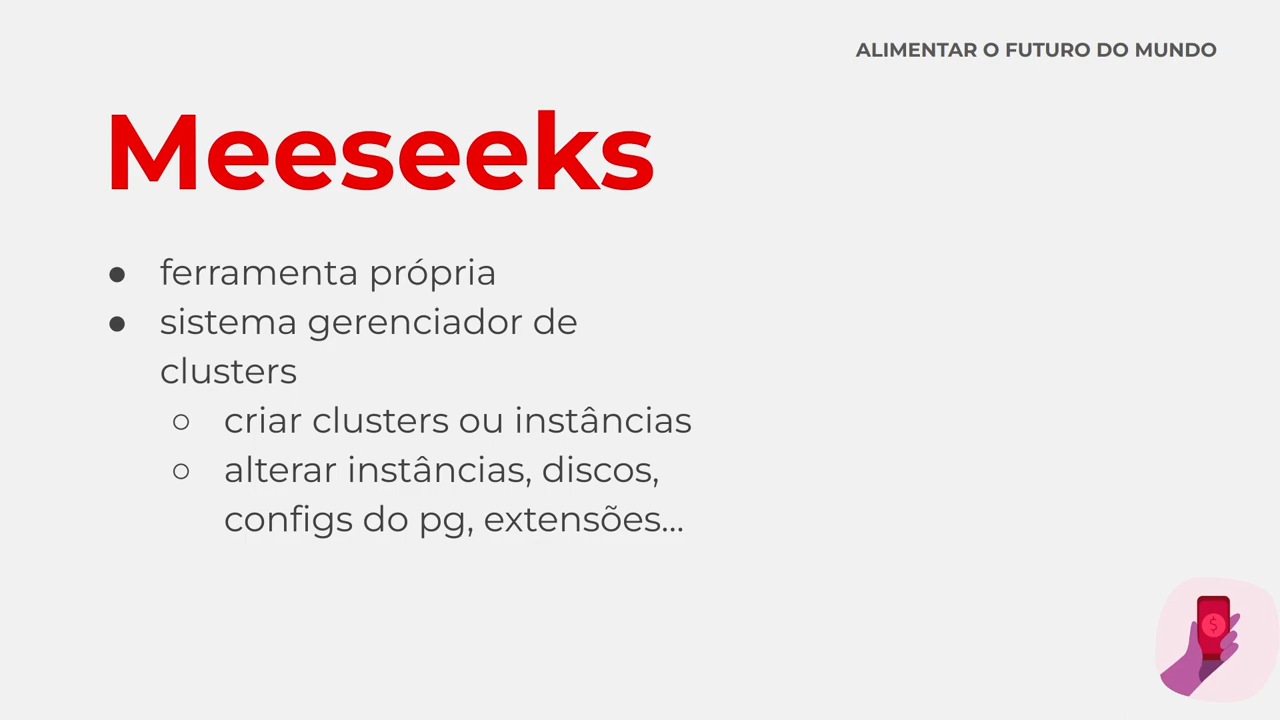 ALIMENTAR O FUTURO DO MUNDO
Meeseeks
● ferramenta própria
● sistema gerenciador de
clusters
○ criar clusters ou instâncias
○ alterar instâncias, discos,
configs do pg, extensões...
$